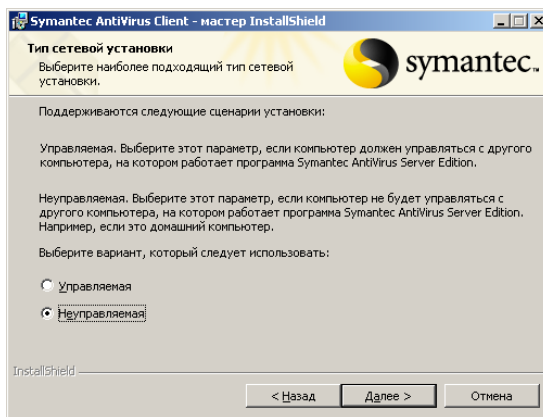 Symantec AntiVirus Client - мастер InstallShield
Тип сетевой установки
Выберите наиболее подходящий тип сетевой
установки.
symantec.
Поддерживаются следующие сценарии установки:
Управляемая. Выберите этот параметр, если компьютер должен управляться с другого
компьютера, на котором работает программа Symantec AntiVirus Server Edition.
Неуправляемая. Выберите этот параметр, если компьютер не будет управляться с
другого компьютера, на котором работает программа Symantec AntiVirus Server Edition.
Например, если это домашний компьютер.
Выберите вариант, который следует использовать:
Управляемая
Неуправляемая
InstallShield
< Назад
Далее >
Отмена